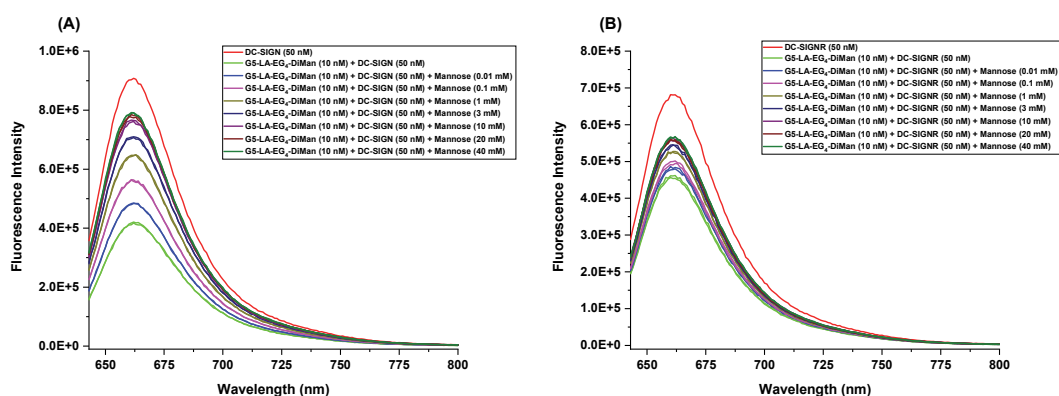 (A)
1.0E+6
8.0E+5
6.0E+5
4.0E+5
2.0E+5
0.0E+0
Fluorescence Intensity
650 675 700 725 750 775 800
Wavelength (nm)
DC-SIGN (50 nM)
G5-LA-EG4-DiMan (10 nM) + DC-SIGN (50 nM)
G5-LA-EG4-DiMan (10 nM) + DC-SIGN (50 nM) + Mannose (0.01 mM)
G5-LA-EG4-DiMan (10 nM) + DC-SIGN (50 nM) + Mannose (0.1 mM)
G5-LA-EG4-DiMan (10 nM) + DC-SIGN (50 nM) + Mannose (1 mM)
G5-LA-EG4-DiMan (10 nM) + DC-SIGN (50 nM) + Mannose (3 mM)
G5-LA-EG4-DiMan (10 nM) + DC-SIGN (50 nM) + Mannose (10 mM)
G5-LA-EG4-DiMan (10 nM) + DC-SIGN (50 nM) + Mannose (20 mM)
G5-LA-EG4-DiMan (10 nM) + DC-SIGN (50 nM) + Mannose (40 mM)
(B)
8.0E+5
7.0E+5
6.0E+5
5.0E+5
4.0E+5
3.0E+5
2.0E+5
1.0E+5
0.0E+0
Fluorescence Intensity
650 675 700 725 750 775 800
Wavelength (nm)
DC-SIGNR (50 nM)
G5-LA-EG4-DiMan (10 nM) + DC-SIGNR (50 nM)
G5-LA-EG4-DiMan (10 nM) + DC-SIGNR (50 nM) + Mannose (0.01 mM)
G5-LA-EG4-DiMan (10 nM) + DC-SIGNR (50 nM) + Mannose (0.1 mM)
G5-LA-EG4-DiMan (10 nM) + DC-SIGNR (50 nM) + Mannose (1 mM)
G5-LA-EG4-DiMan (10 nM) + DC-SIGNR (50 nM) + Mannose (3 mM)
G5-LA-EG4-DiMan (10 nM) + DC-SIGNR (50 nM) + Mannose (10 mM)
G5-LA-EG4-DiMan (10 nM) + DC-SIGNR (50 nM) + Mannose (20 mM)
G5-LA-EG4-DiMan (10 nM) + DC-SIGNR (50 nM) + Mannose (40 mM)